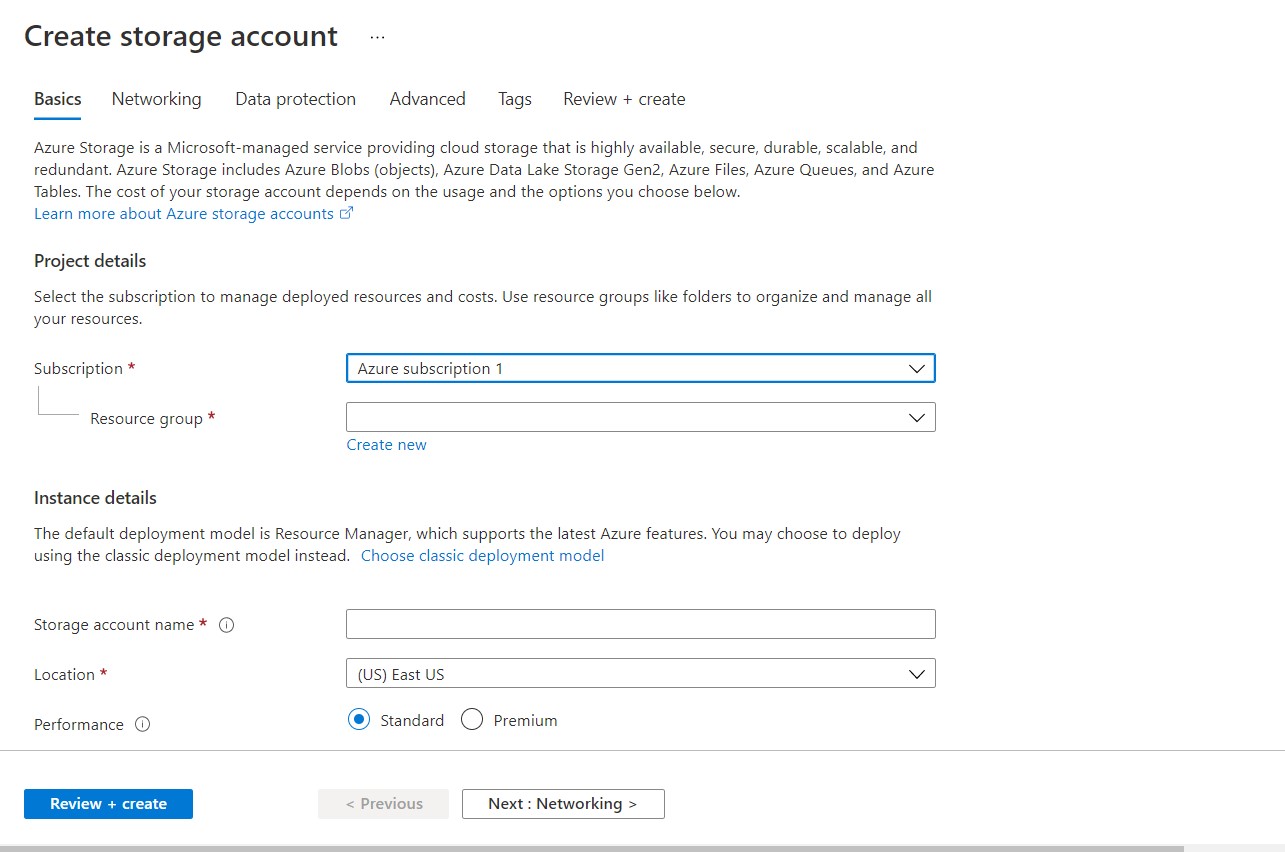 Create storage account ...
Basics Networking Data protection Advanced Tags Review + create
Azure Storage is a Microsoft-managed service providing cloud storage that is highly available, secure, durable, scalable, and
redundant. Azure Storage includes Azure Blobs (objects), Azure Data Lake Storage Gen2, Azure Files, Azure Queues, and Azure
Tables. The cost of your storage account depends on the usage and the options you choose below.
Learn more about Azure storage accounts
Project details
Select the subscription to manage deployed resources and costs. Use resource groups like folders to organize and manage all
your resources.
Subscription * Azure subscription 1
Resource group *
Create new
Instance details
The default deployment model is Resource Manager, which supports the latest Azure features. You may choose to deploy
using the classic deployment model instead. Choose classic deployment model
Storage account name *
Location * (US) East US
Performance Standard Premium
Review + create < Previous Next : Networking >